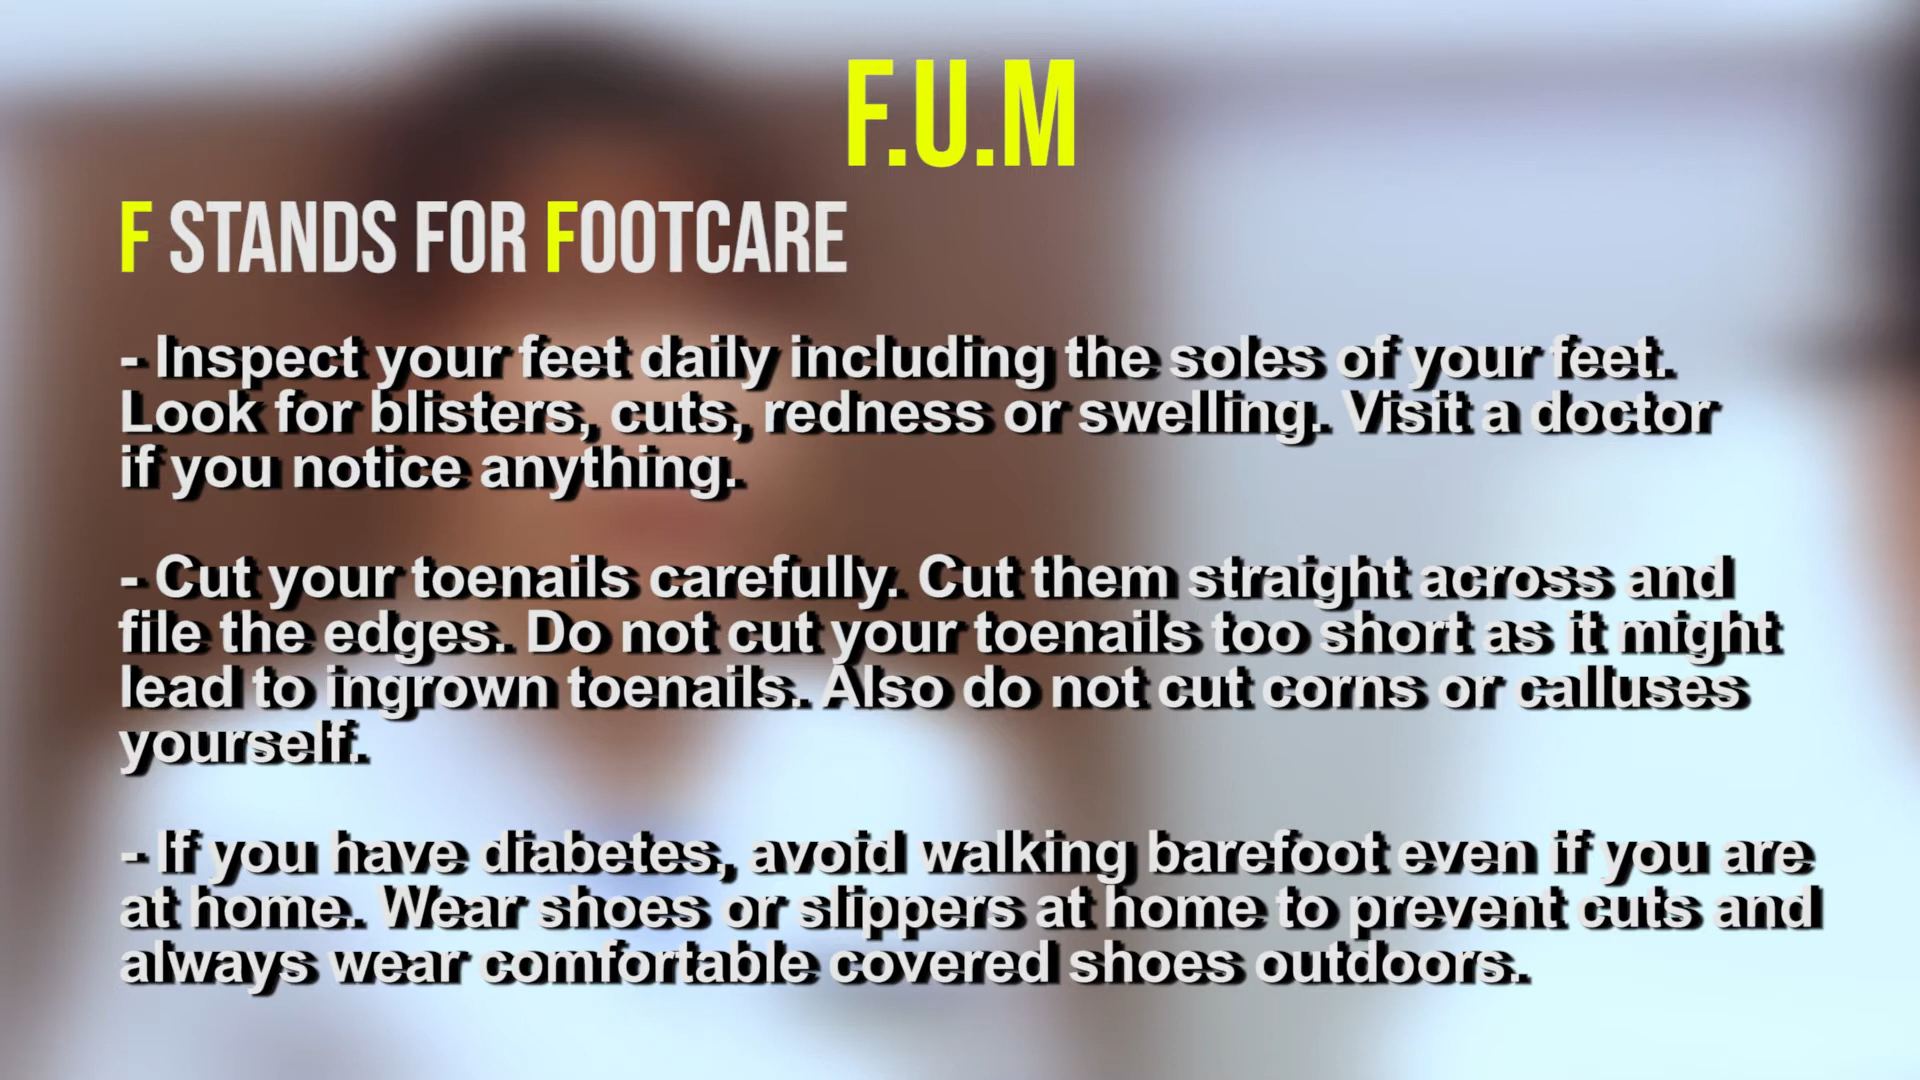 F.U.M
F STANDS FOR FOOTCARE
- Inspect your feet daily including the soles of your feet.
Look for blisters, cuts, redness or swelling. Visit a doctor
if you notice anything.
- Cut your toenails carefully. Cut them straight across and
file the edges. Do not cut your toenails too short as it might
lead to ingrown toenails. Also do not cut corns or calluses
yourself.
- If you have diabetes, avoid walking barefoot even if you are
at home. Wear shoes or slippers at home to prevent cuts and
always wear comfortable covered shoes outdoors.